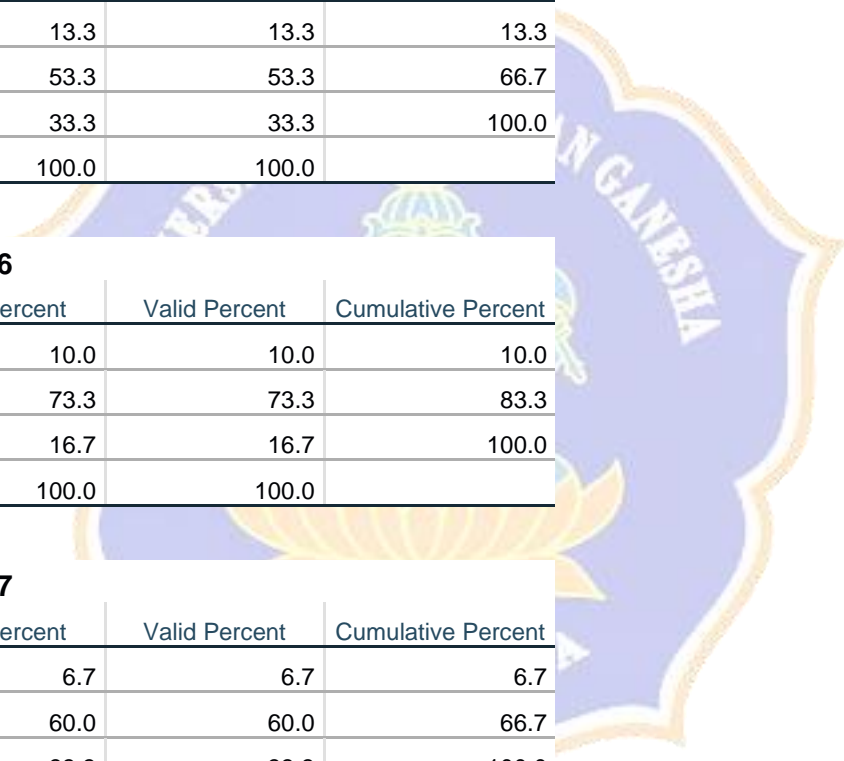 13.3 13.3 13.3
53.3 53.3 66.7
33.3 33.3 100.0
100.0 100.0
GANESHA
6
ercent Valid Percent Cumulative Percent
10.0 10.0 10.0
73.3 73.3 83.3
16.7 16.7 100.0
100.0 100.0
7
ercent Valid Percent Cumulative Percent
6.7 6.7 6.7
60.0 60.0 66.7